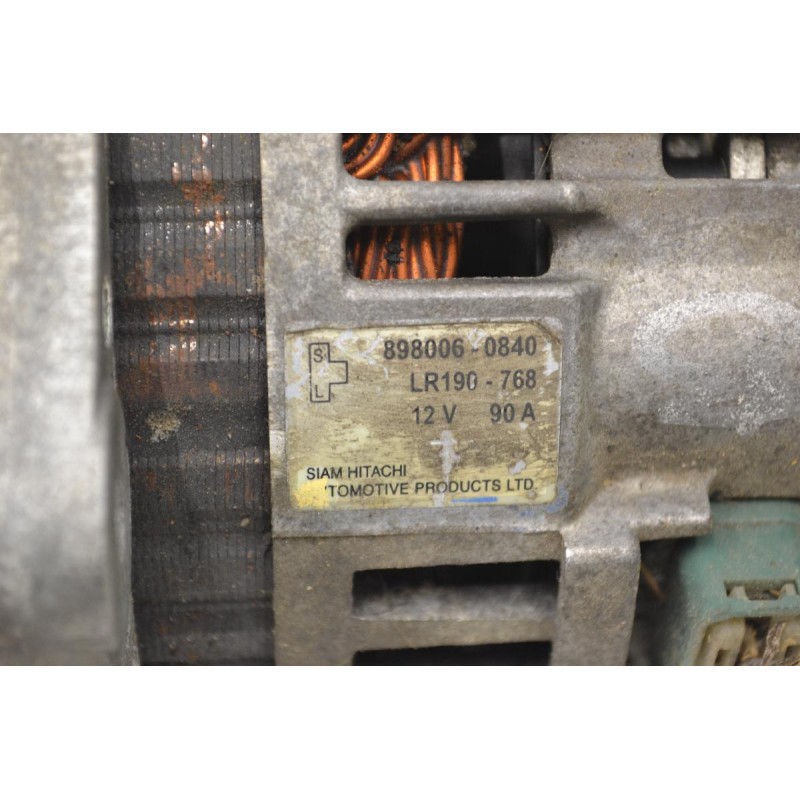 S
L
898006-0840
LR190-768
12 V 90 A
SIAM HITACHI
TOMOTIVE PRODUCTS LTD.